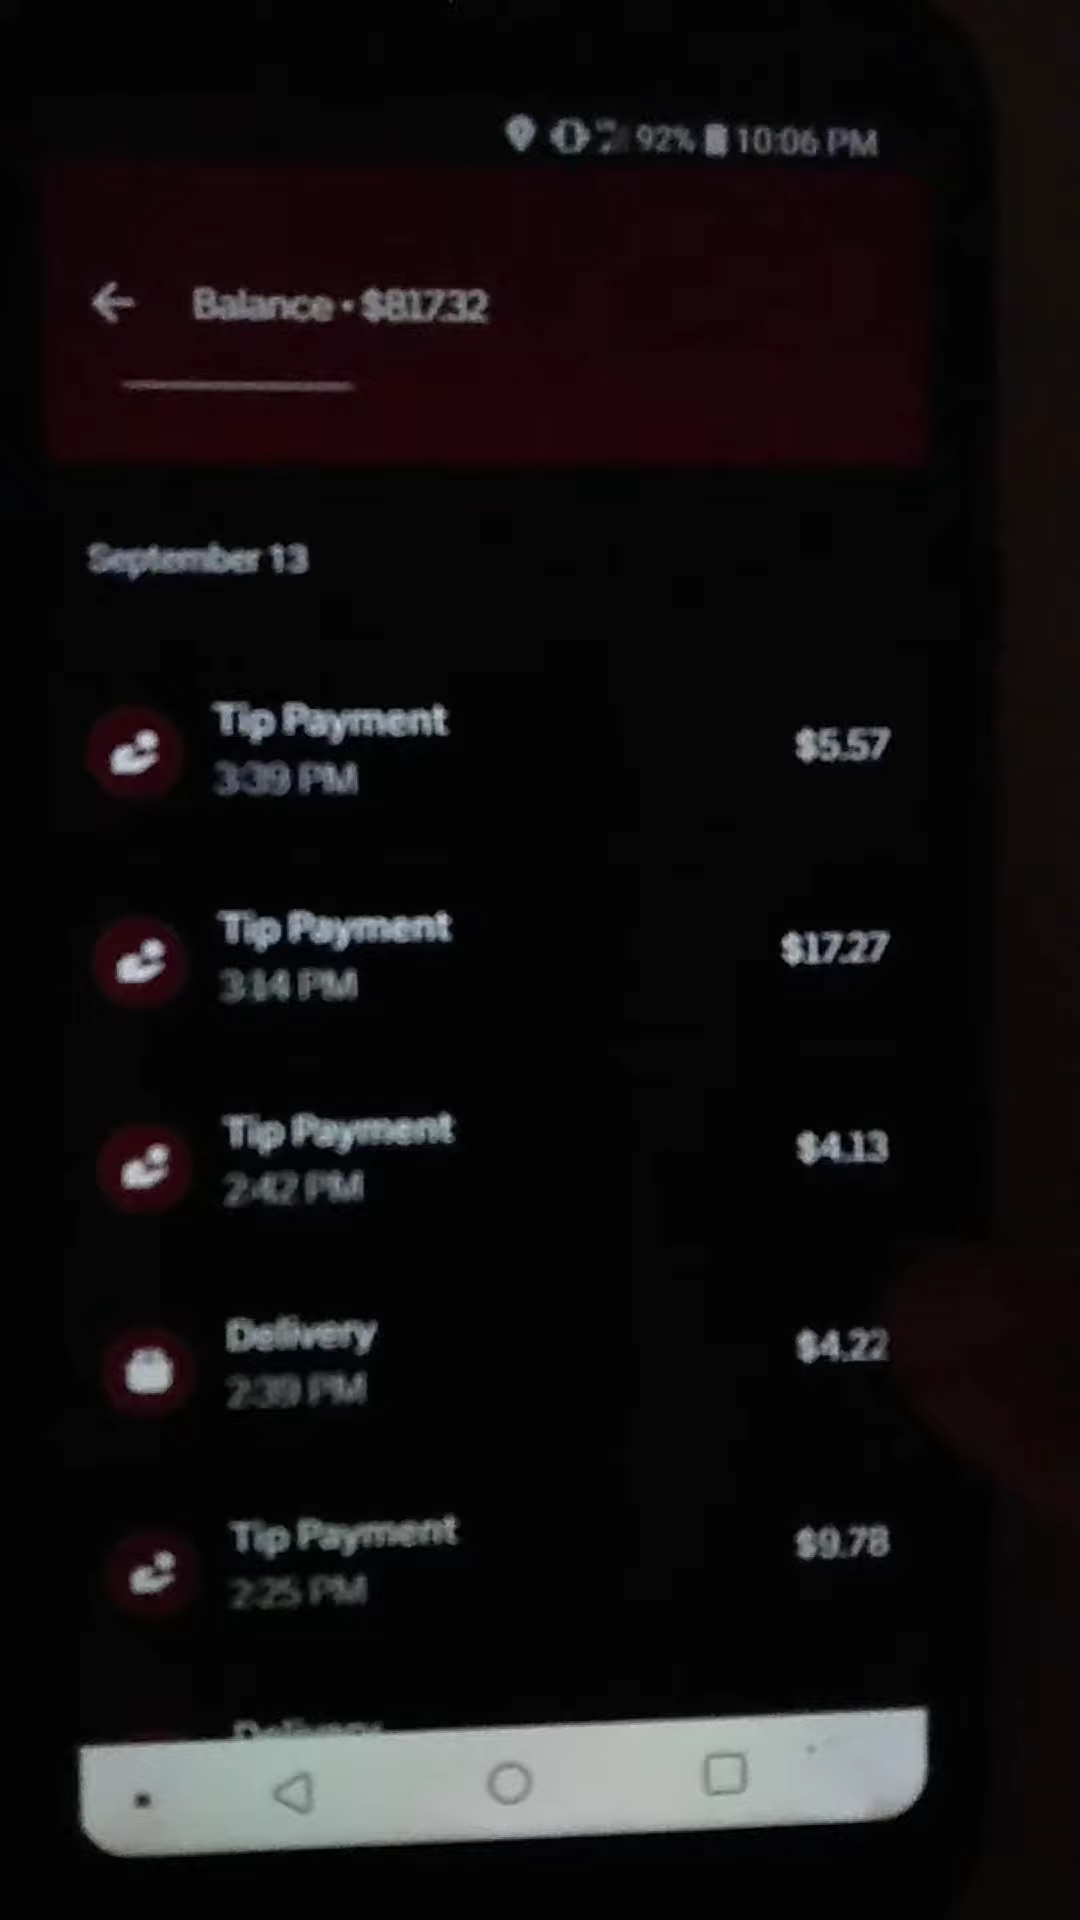 92% 10:06 PM
Balance • $817.32
September 13
Tip Payment
$5.57
3:39 PM
Tip Payment
$17.27
3:14 PM
Tip Payment
$4.13
2:42 PM
Delivery
$4.22
2:39 PM
Tip Payment
$9.78
2:25 PM
Delivery